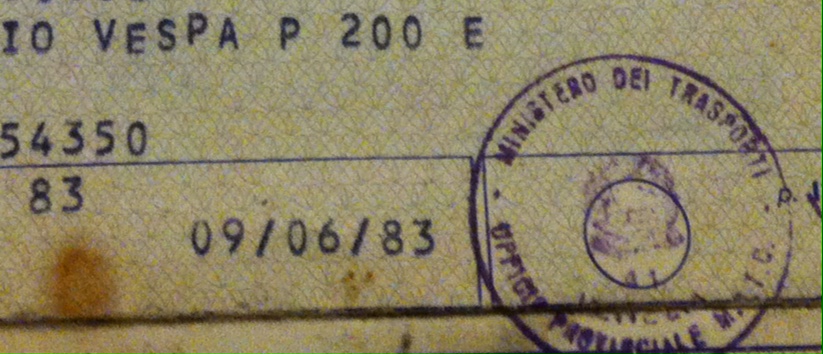 IO VESPA P 200 E
54350
83
09/06/83
MINISTERO DEI TRASPORTI
UFFICIO PROVINCIALE M.C.T.C.
p.